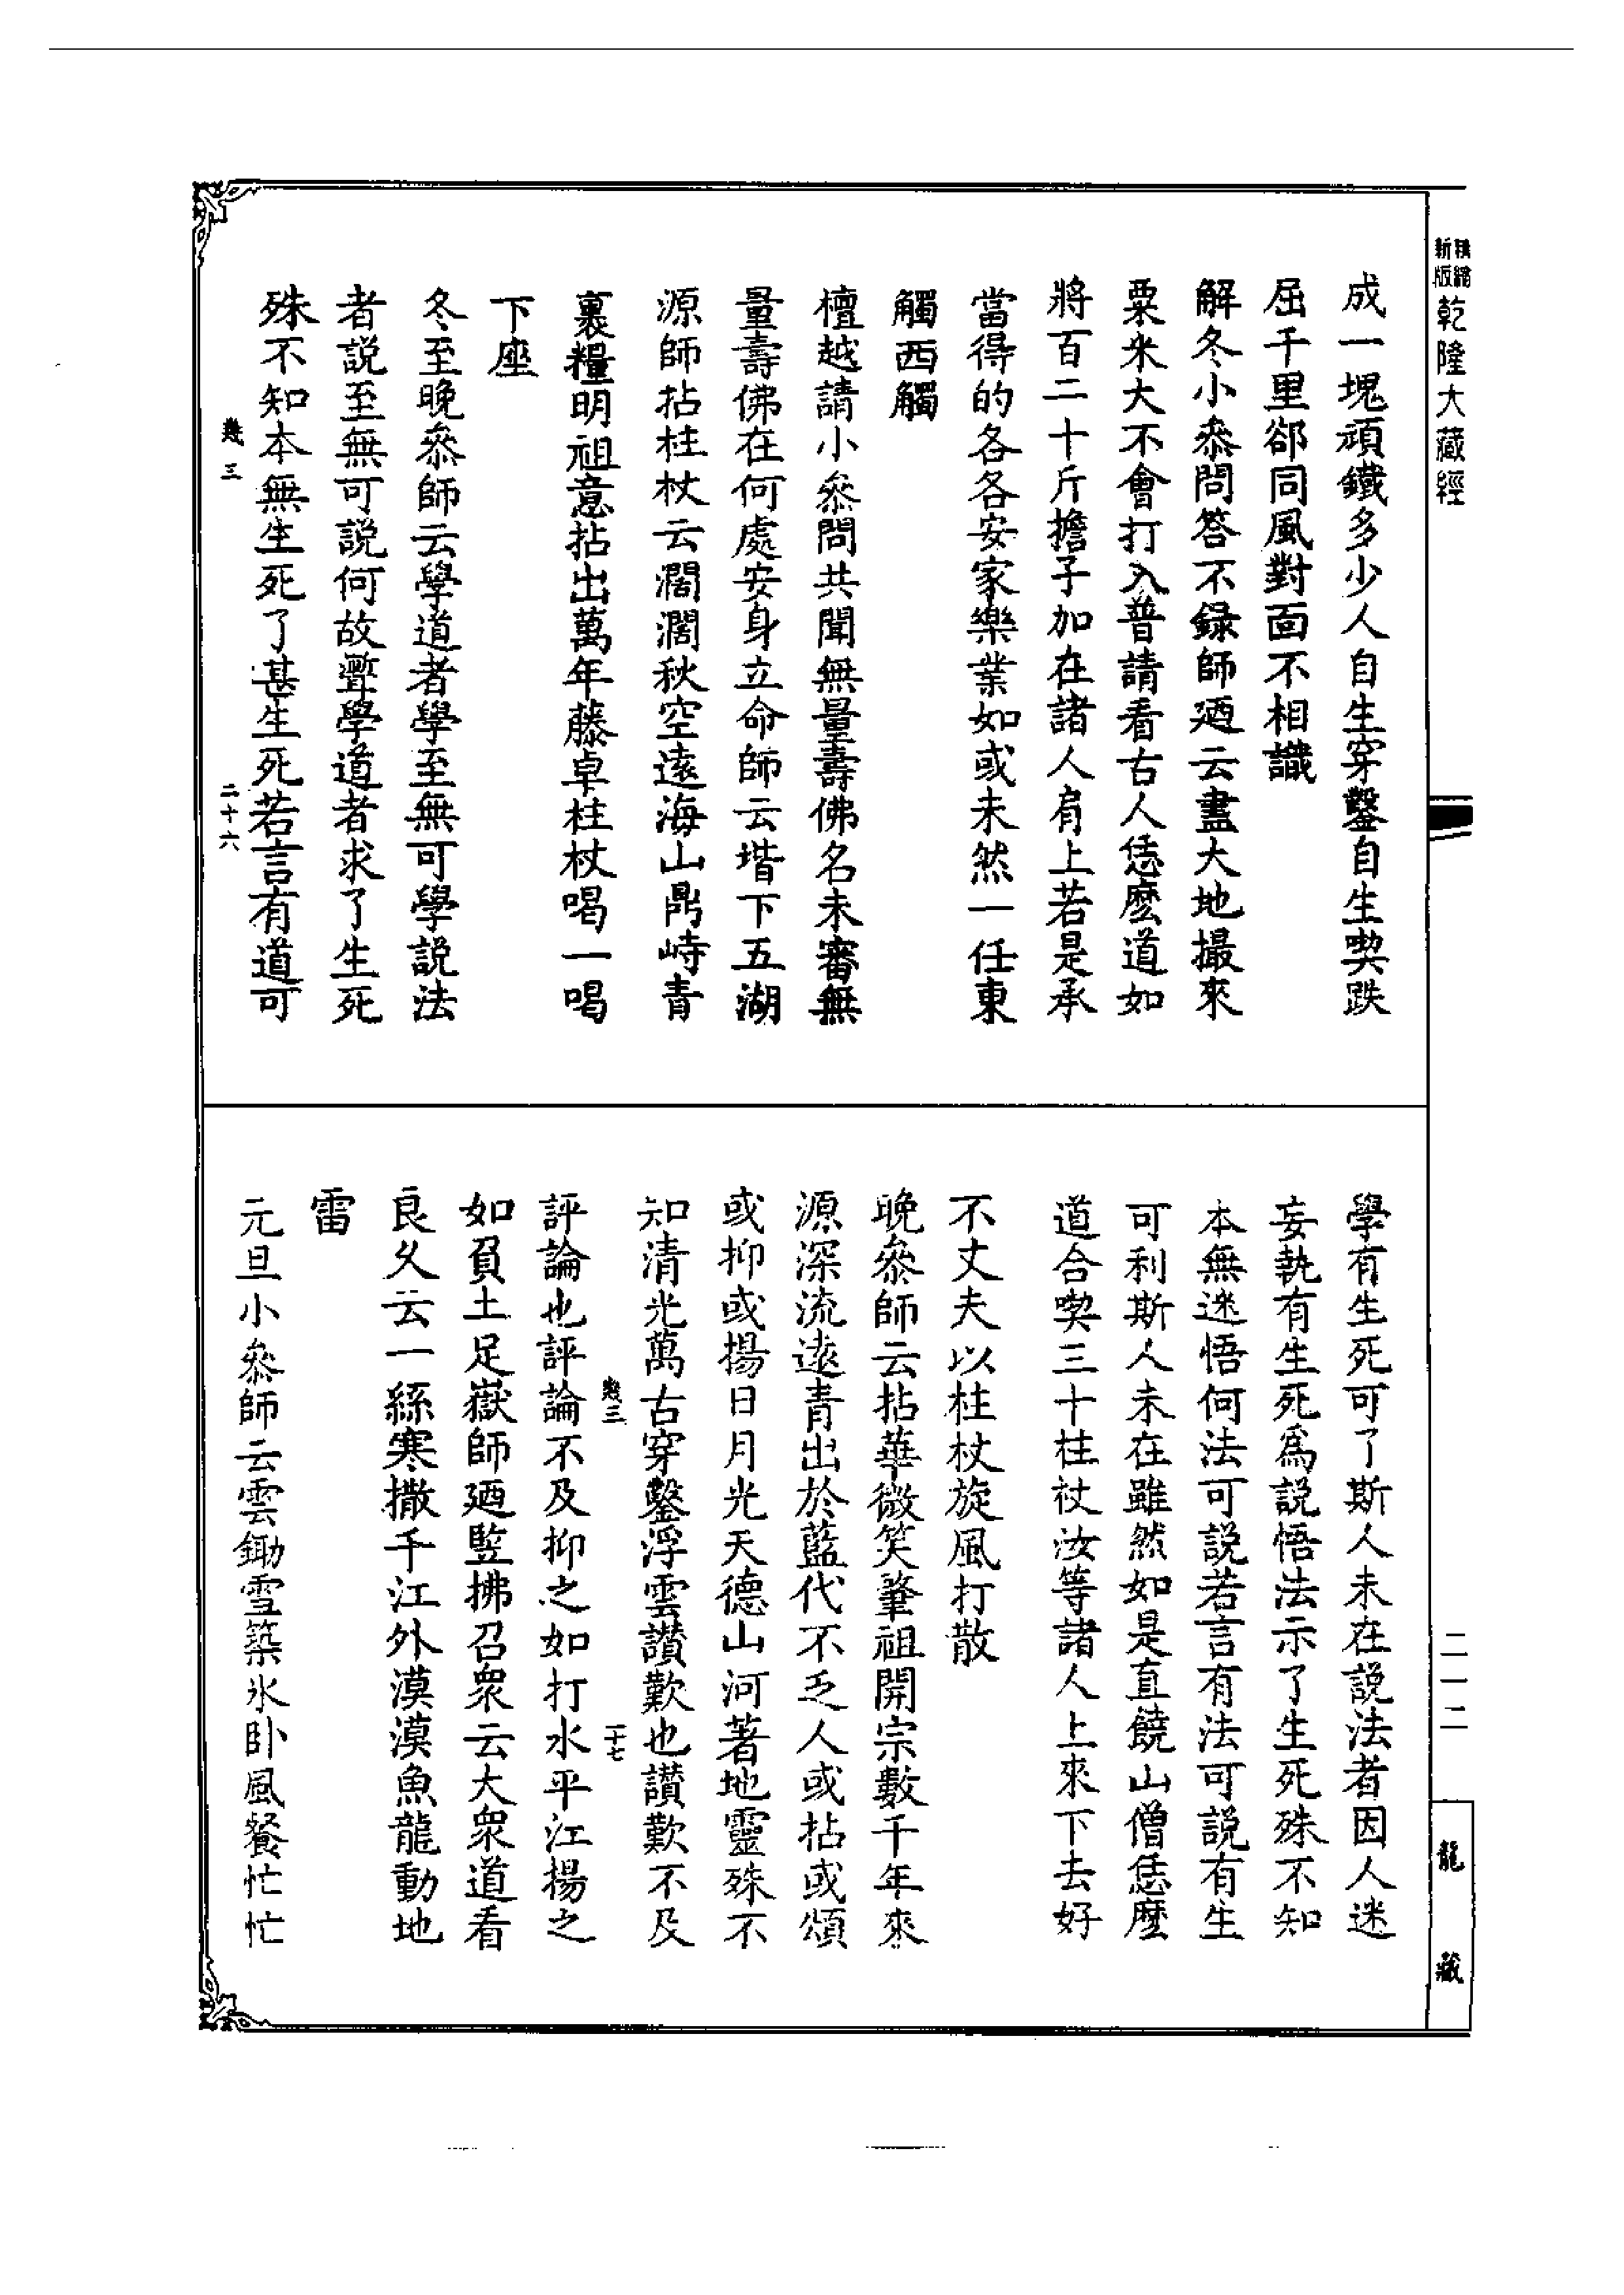 精縮新版乾隆大藏經
成一塊頑鐵多少人自生穿鑿自生喫跌
屈千里郤同風對面不相識
解冬小叅問答不録師廼云盡大地撮來
粟米大不會打入普請看古人恁麽道如
將百二十斤擔子加在諸人肩上若是承
當得的各各安家樂業如或未然一任東
觸西觸
檀越請小叅問共聞無量壽佛名未審無
量壽佛在何處安身立命師云堦下五湖
源師拈柱杖云濶濶秋空遠海山鼎峙青
裏糧明祖意拈出萬年藤卓柱杖喝一喝
下座
冬至晚叅師云學道者學至無可學説法
者説至無可説何故聻學道者求了生死
殊不知本無生死了甚生死若言有道可
幾三 二十六
學有生死可了斯人未在説法者因人迷
妄執有生死爲説悟法示了生死殊不知
本無迷悟何法可説若言有法可説有生
可利斯人未在雖然如是直饒山僧恁麽
道合喫三十柱杖汝等諸人上來下去好
不丈夫以柱杖旋風打散
晚叅師云拈華微笑肇祖開宗數千年來
源深流遠青出於藍代不乏人或拈或頌
或抑或揚日月光天德山河著地靈殊不
知清光萬古穿鑿浮雲讃歎也讃歎不及
幾三 二十七
評論也評論不及抑之如打水平江揚之
如負土足嶽師廼竪拂召衆云大衆道看
良久云一絲寒撒千江外漠漠魚龍動地
雷
元旦小叅師云雲鋤雪築氷卧風餐忙忙
二一二
龍藏